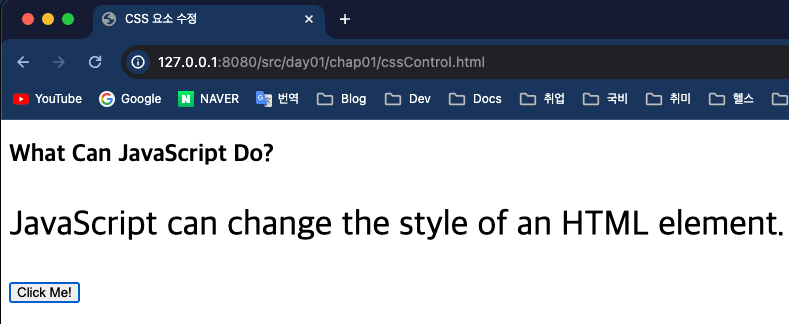 CSS 요소 수정
127.0.0.1:8080/src/day01/chap01/cssControl.html
YouTube Google NAVER 번역 Blog Dev Docs 취업 국비 취미 헬스
What Can JavaScript Do?
JavaScript can change the style of an HTML element.
Click Me!